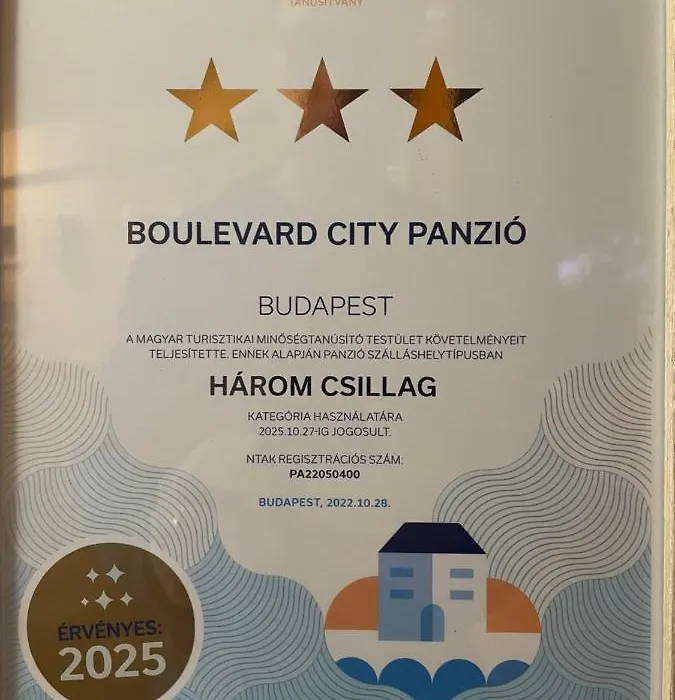 TANÚSÍTVÁNY
BOULEVARD CITY PANZIÓ
BUDAPEST
A MAGYAR TURISZTIKAI MINŐSÉGTANÚSÍTÓ TESTÜLET KÖVETELMÉNYEIT
TELJESÍTETTE. ENNEK ALAPJÁN PANZIÓ SZÁLLÁSHELYTÍPUSBAN
HÁROM CSILLAG
KATEGÓRIA HASZNÁLATÁRA
2025.10.27-IG JOGOSULT.
NTAK REGISZTRÁCIÓS SZÁM:
PA22050400
BUDAPEST, 2022.10.28.
ÉRVÉNYES:
2025